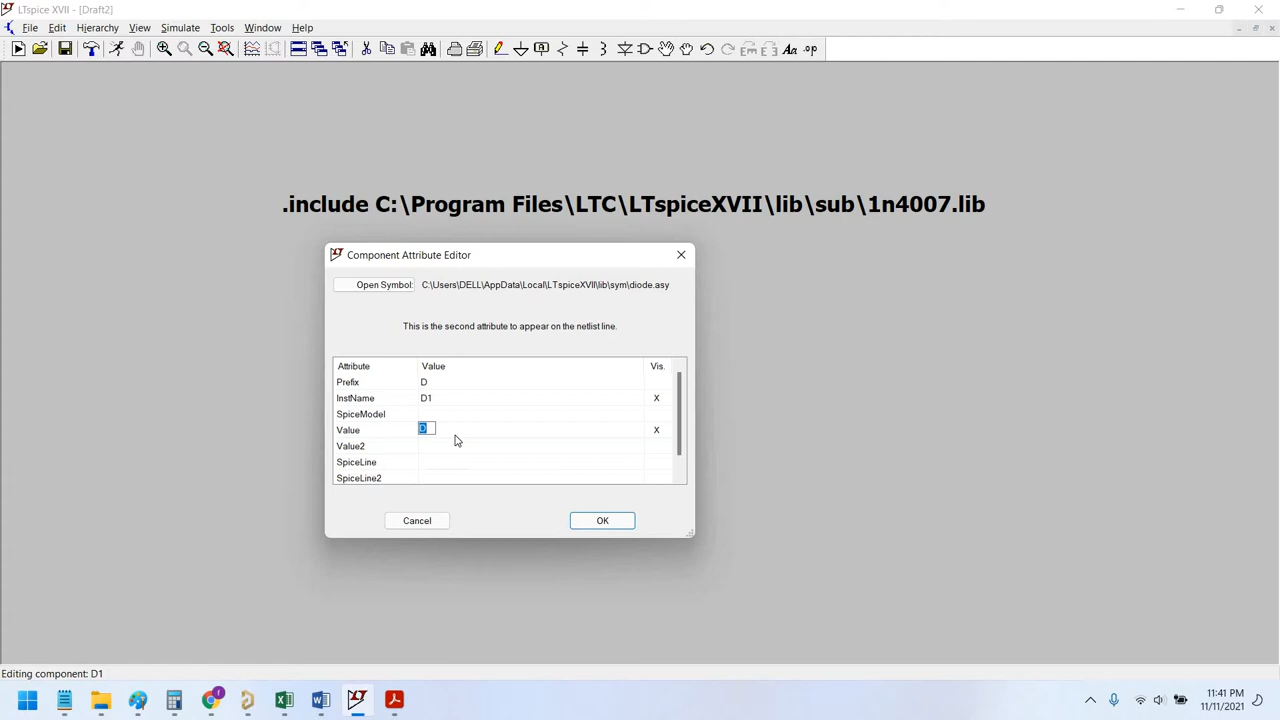 LTspice XVII - [Draft2]
File Edit Hierarchy View Simulate Tools Window Help
Aa .op
.include C:\Program Files\LTC\LTspiceXVII\lib\sub\1n4007.lib
Component Attribute Editor
Open Symbol: C:\Users\DELL\AppData\Local\LTspiceXVII\lib\sym\diode.asy
This is the second attribute to appear on the netlist line.
Attribute Value Vis.
Prefix D
InstName D1 X
SpiceModel
Value D X
Value2
SpiceLine
SpiceLine2
Cancel OK
Editing component: D1
11:41 PM
11/11/2021